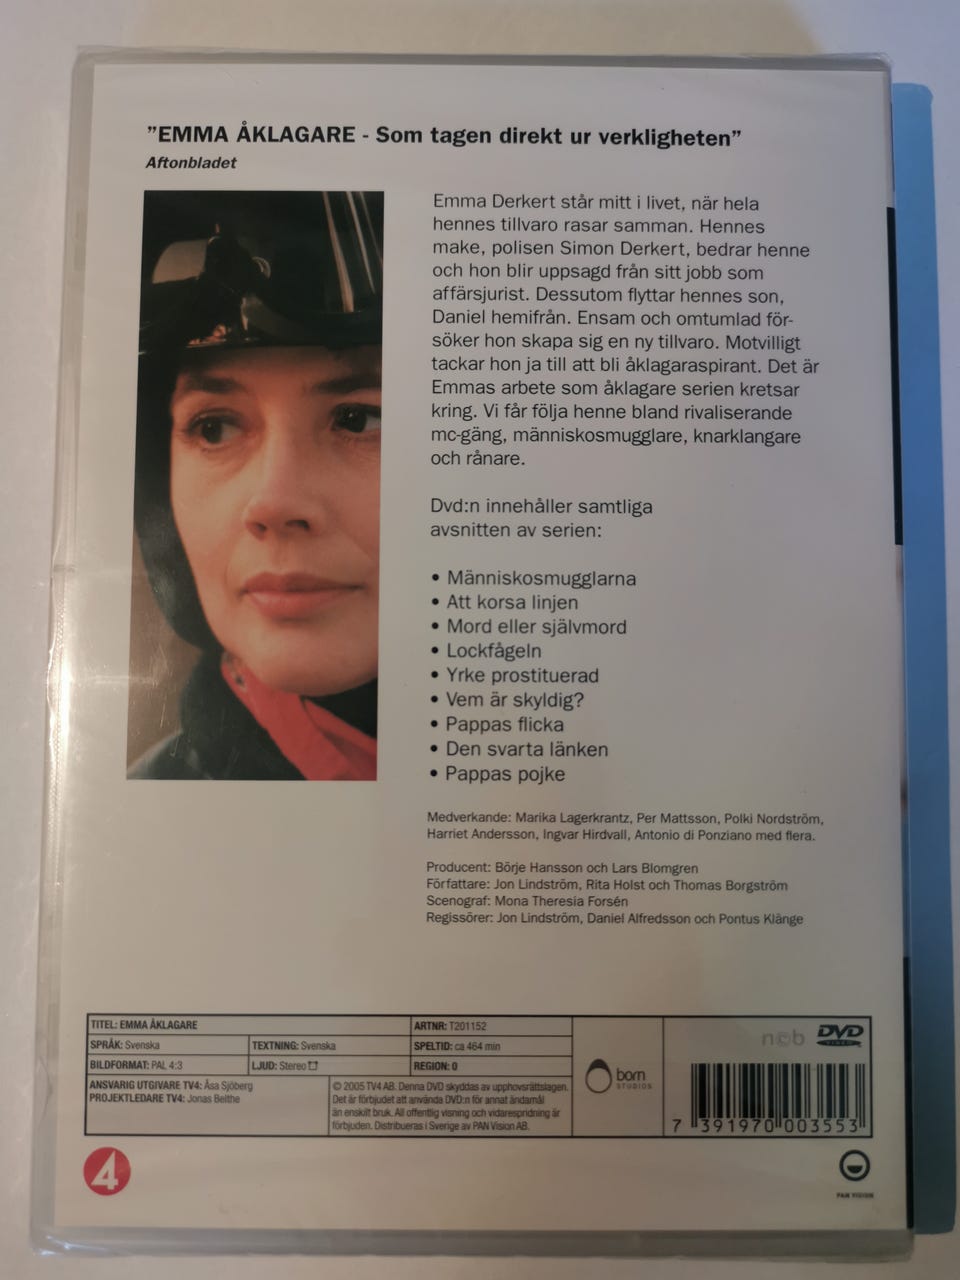 ”EMMA ÅKLAGARE - Som tagen direkt ur verkligheten”
Aftonbladet
Emma Derkert står mitt i livet, när hela
hennes tillvaro rasar samman. Hennes
make, polisen Simon Derkert, bedrar henne
och hon blir uppsagd från sitt jobb som
affärsjurist. Dessutom flyttar hennes son,
Daniel hemifrån. Ensam och omtumlad för-
söker hon skapa sig en ny tillvaro. Motvilligt
tackar hon ja till att bli åklagaraspirant. Det är
Emmas arbete som åklagare serien kretsar
kring. Vi får följa henne bland rivaliserande
mc-gäng, människosmugglare, knarklangare
och rånare.
Dvd:n innehåller samtliga
avsnitten av serien:
• Människosmugglarna
• Att korsa linjen
• Mord eller självmord
• Lockfågeln
• Yrke prostituerad
• Vem är skyldig?
• Pappas flicka
• Den svarta länken
• Pappas pojke
Medverkande: Marika Lagerkrantz, Per Mattsson, Polki Nordström,
Harriet Andersson, Ingvar Hirdvall, Antonio di Ponziano med flera.
Producent: Börje Hansson och Lars Blomgren
Författare: Jon Lindström, Rita Holst och Thomas Borgström
Scenograf: Mona Theresia Forsén
Regissörer: Jon Lindström, Daniel Alfredsson och Pontus Klänge
TITEL: EMMA ÅKLAGARE
ARTNR: T201152
SPRÅK: Svenska
TEXTNING: Svenska
SPELTID: ca 464 min
BILDFORMAT: PAL 4:3
LJUD: Stereo
REGION: 0
ANSVARIG UTGIVARE TV4: Åsa Sjöberg
PROJEKTLEDARE TV4: Jonas Beithe
© 2005 TV4 AB. Denna DVD skyddas av upphovsrättslagen.
Det är förbjudet att använda DVD:n för annat ändamål
än enskilt bruk. All offentlig visning och vidarespridning är
förbjuden. Distribueras i Sverige av PAN Vision AB.
born
STUDIOS
ncb
DVD
VIDEO
7 391970 003553
4
PAN VISION